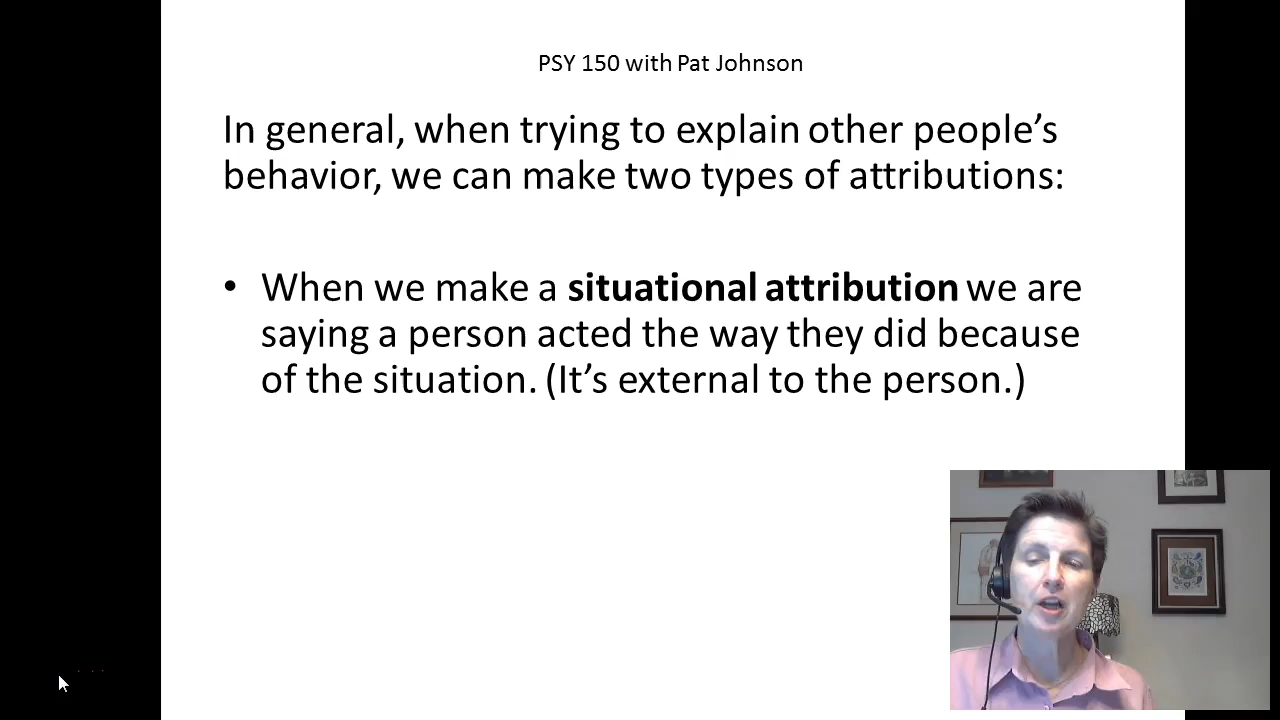 PSY 150 with Pat Johnson
In general, when trying to explain other people’s
behavior, we can make two types of attributions:
• When we make a situational attribution we are
saying a person acted the way they did because
of the situation. (It’s external to the person.)